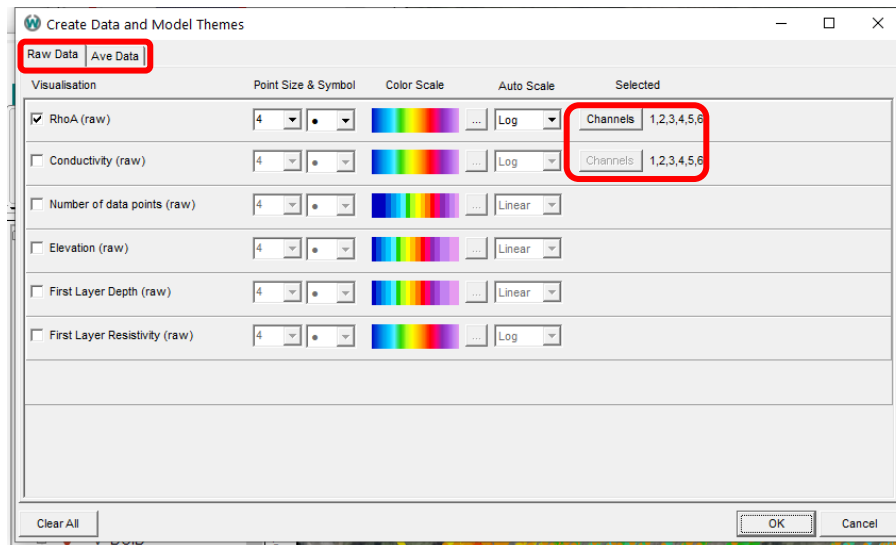 Create Data and Model Themes
Raw Data Ave Data
Visualisation Point Size & Symbol Color Scale Auto Scale Selected
RhoA (raw) 4 ... Log Channels 1,2,3,4,5,6
Conductivity (raw) 4 ... Log Channels 1,2,3,4,5,6
Number of data points (raw) 4 ... Linear
Elevation (raw) 4 ... Linear
First Layer Depth (raw) 4 ... Linear
First Layer Resistivity (raw) 4 ... Log
Clear All OK Cancel